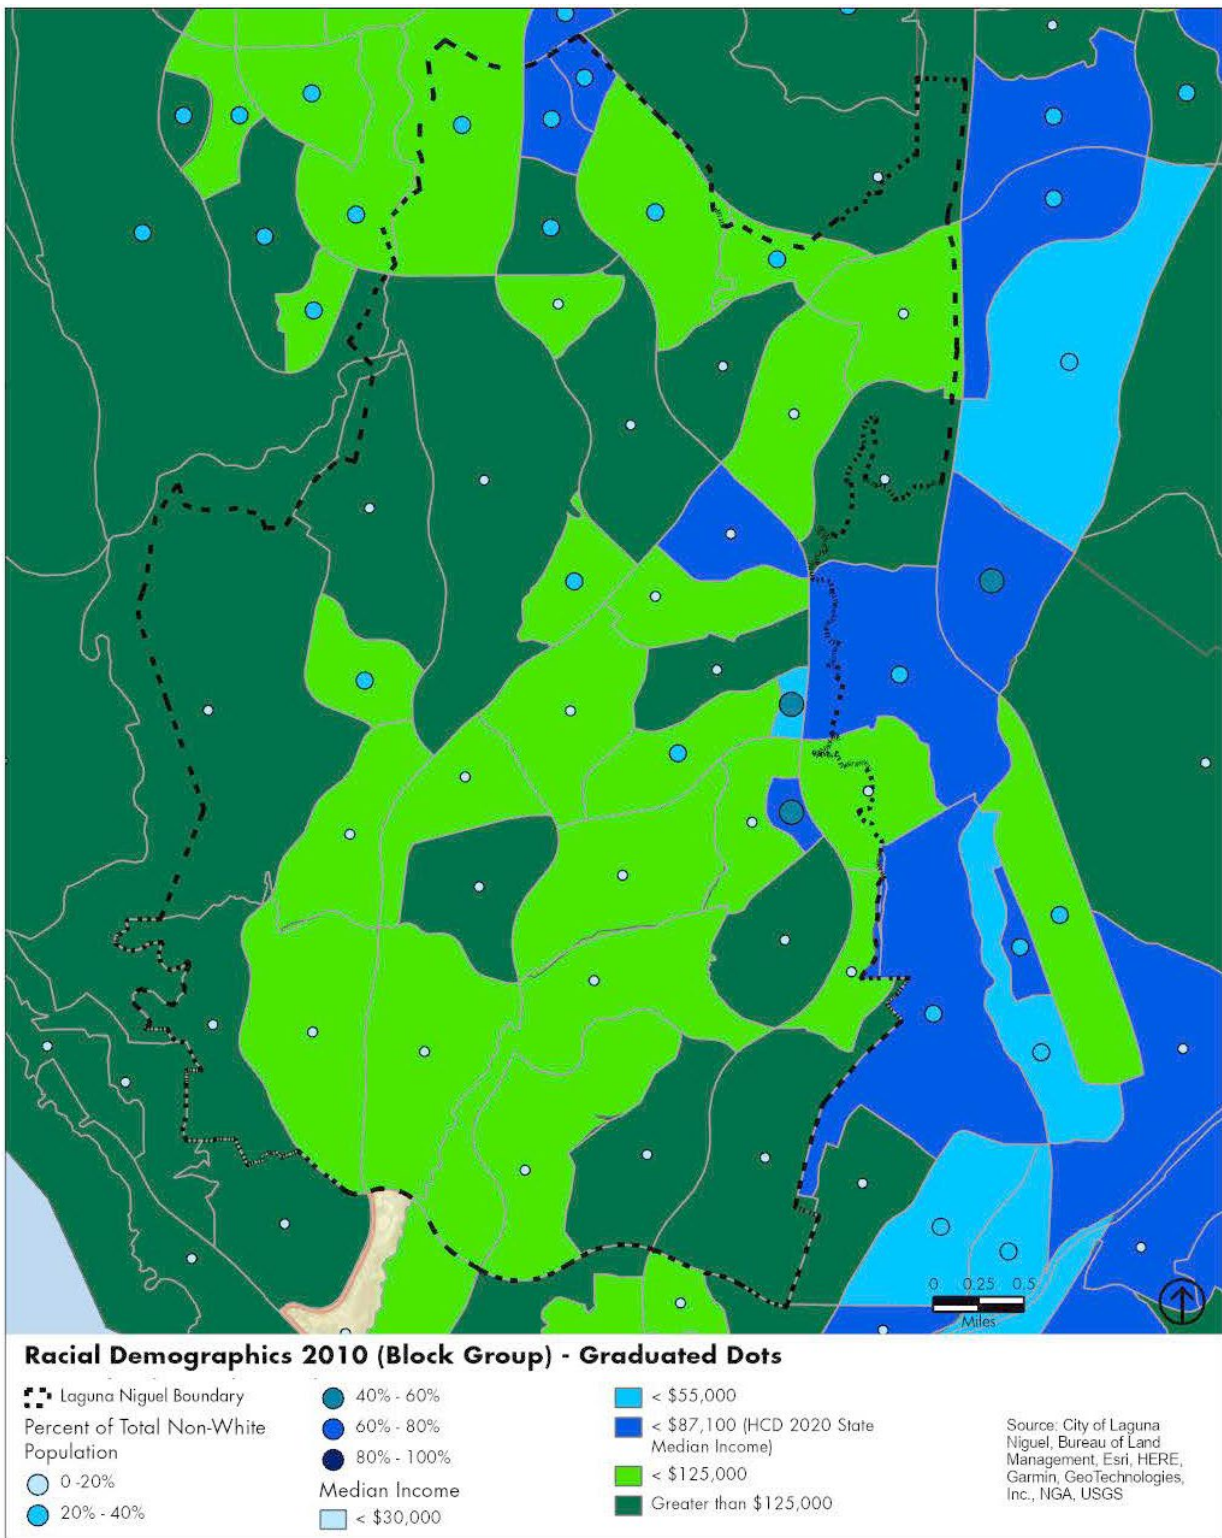 0 0.25 0.5
Miles
Racial Demographics 2010 (Block Group) - Graduated Dots
Laguna Niguel Boundary
Percent of Total Non-White
Population
0 -20%
20% - 40%
40% - 60%
60% - 80%
80% - 100%
Median Income
< $30,000
< $55,000
< $87,100 (HCD 2020 State
Median Income)
< $125,000
Greater than $125,000
Source: City of Laguna
Niguel, Bureau of Land
Management, Esri, HERE,
Garmin, GeoTechnologies,
Inc., NGA, USGS